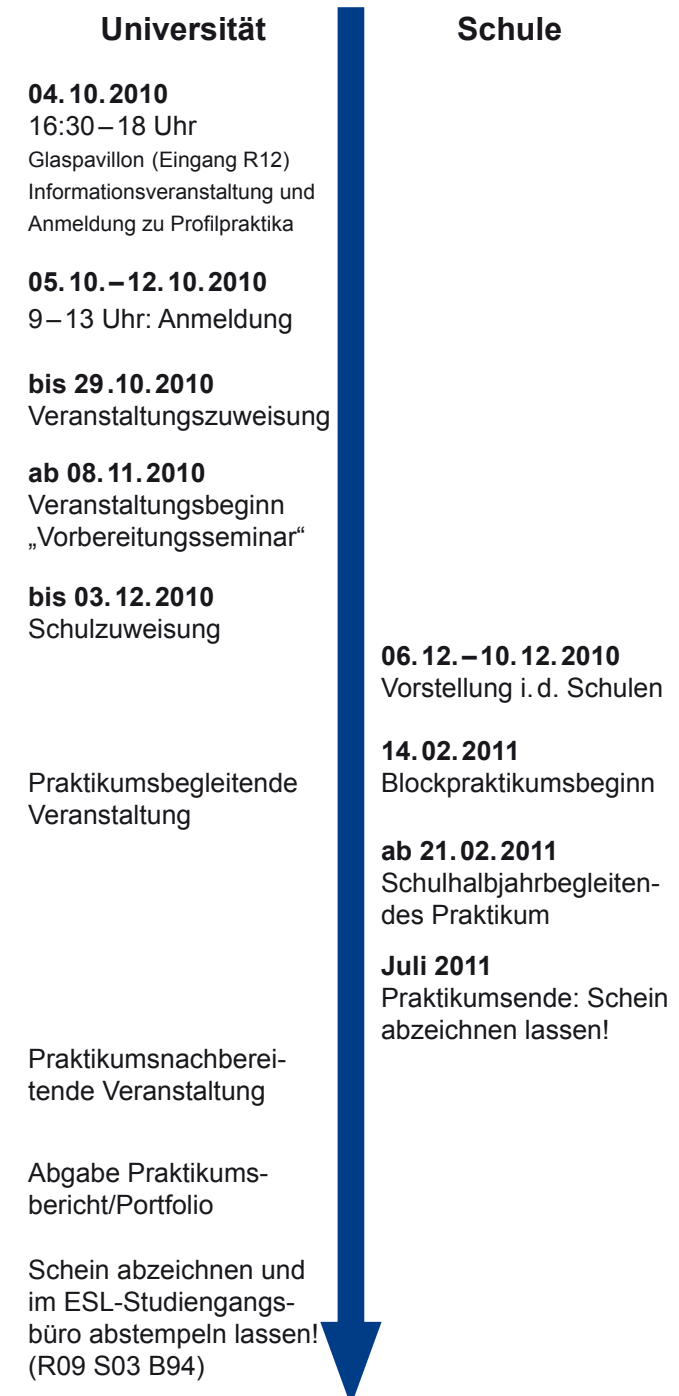 Universität
Schule
04.10.2010
16:30–18 Uhr
Glaspavillon (Eingang R12)
Informationsveranstaltung und
Anmeldung zu Profilpraktika
05.10.–12.10.2010
9–13 Uhr: Anmeldung
bis 29.10.2010
Veranstaltungszuweisung
ab 08.11.2010
Veranstaltungsbeginn
„Vorbereitungsseminar“
bis 03.12.2010
Schulzuweisung
06.12.–10.12.2010
Vorstellung i.d. Schulen
14.02.2011
Blockpraktikumsbeginn
Praktikumsbegleitende
Veranstaltung
ab 21.02.2011
Schulhalbjahrbegleiten-
des Praktikum
Juli 2011
Praktikumsende: Schein
abzeichnen lassen!
Praktikumsnachberei-
tende Veranstaltung
Abgabe Praktikums-
bericht/Portfolio
Schein abzeichnen und
im ESL-Studiengangs-
büro abstempeln lassen!
(R09 S03 B94)